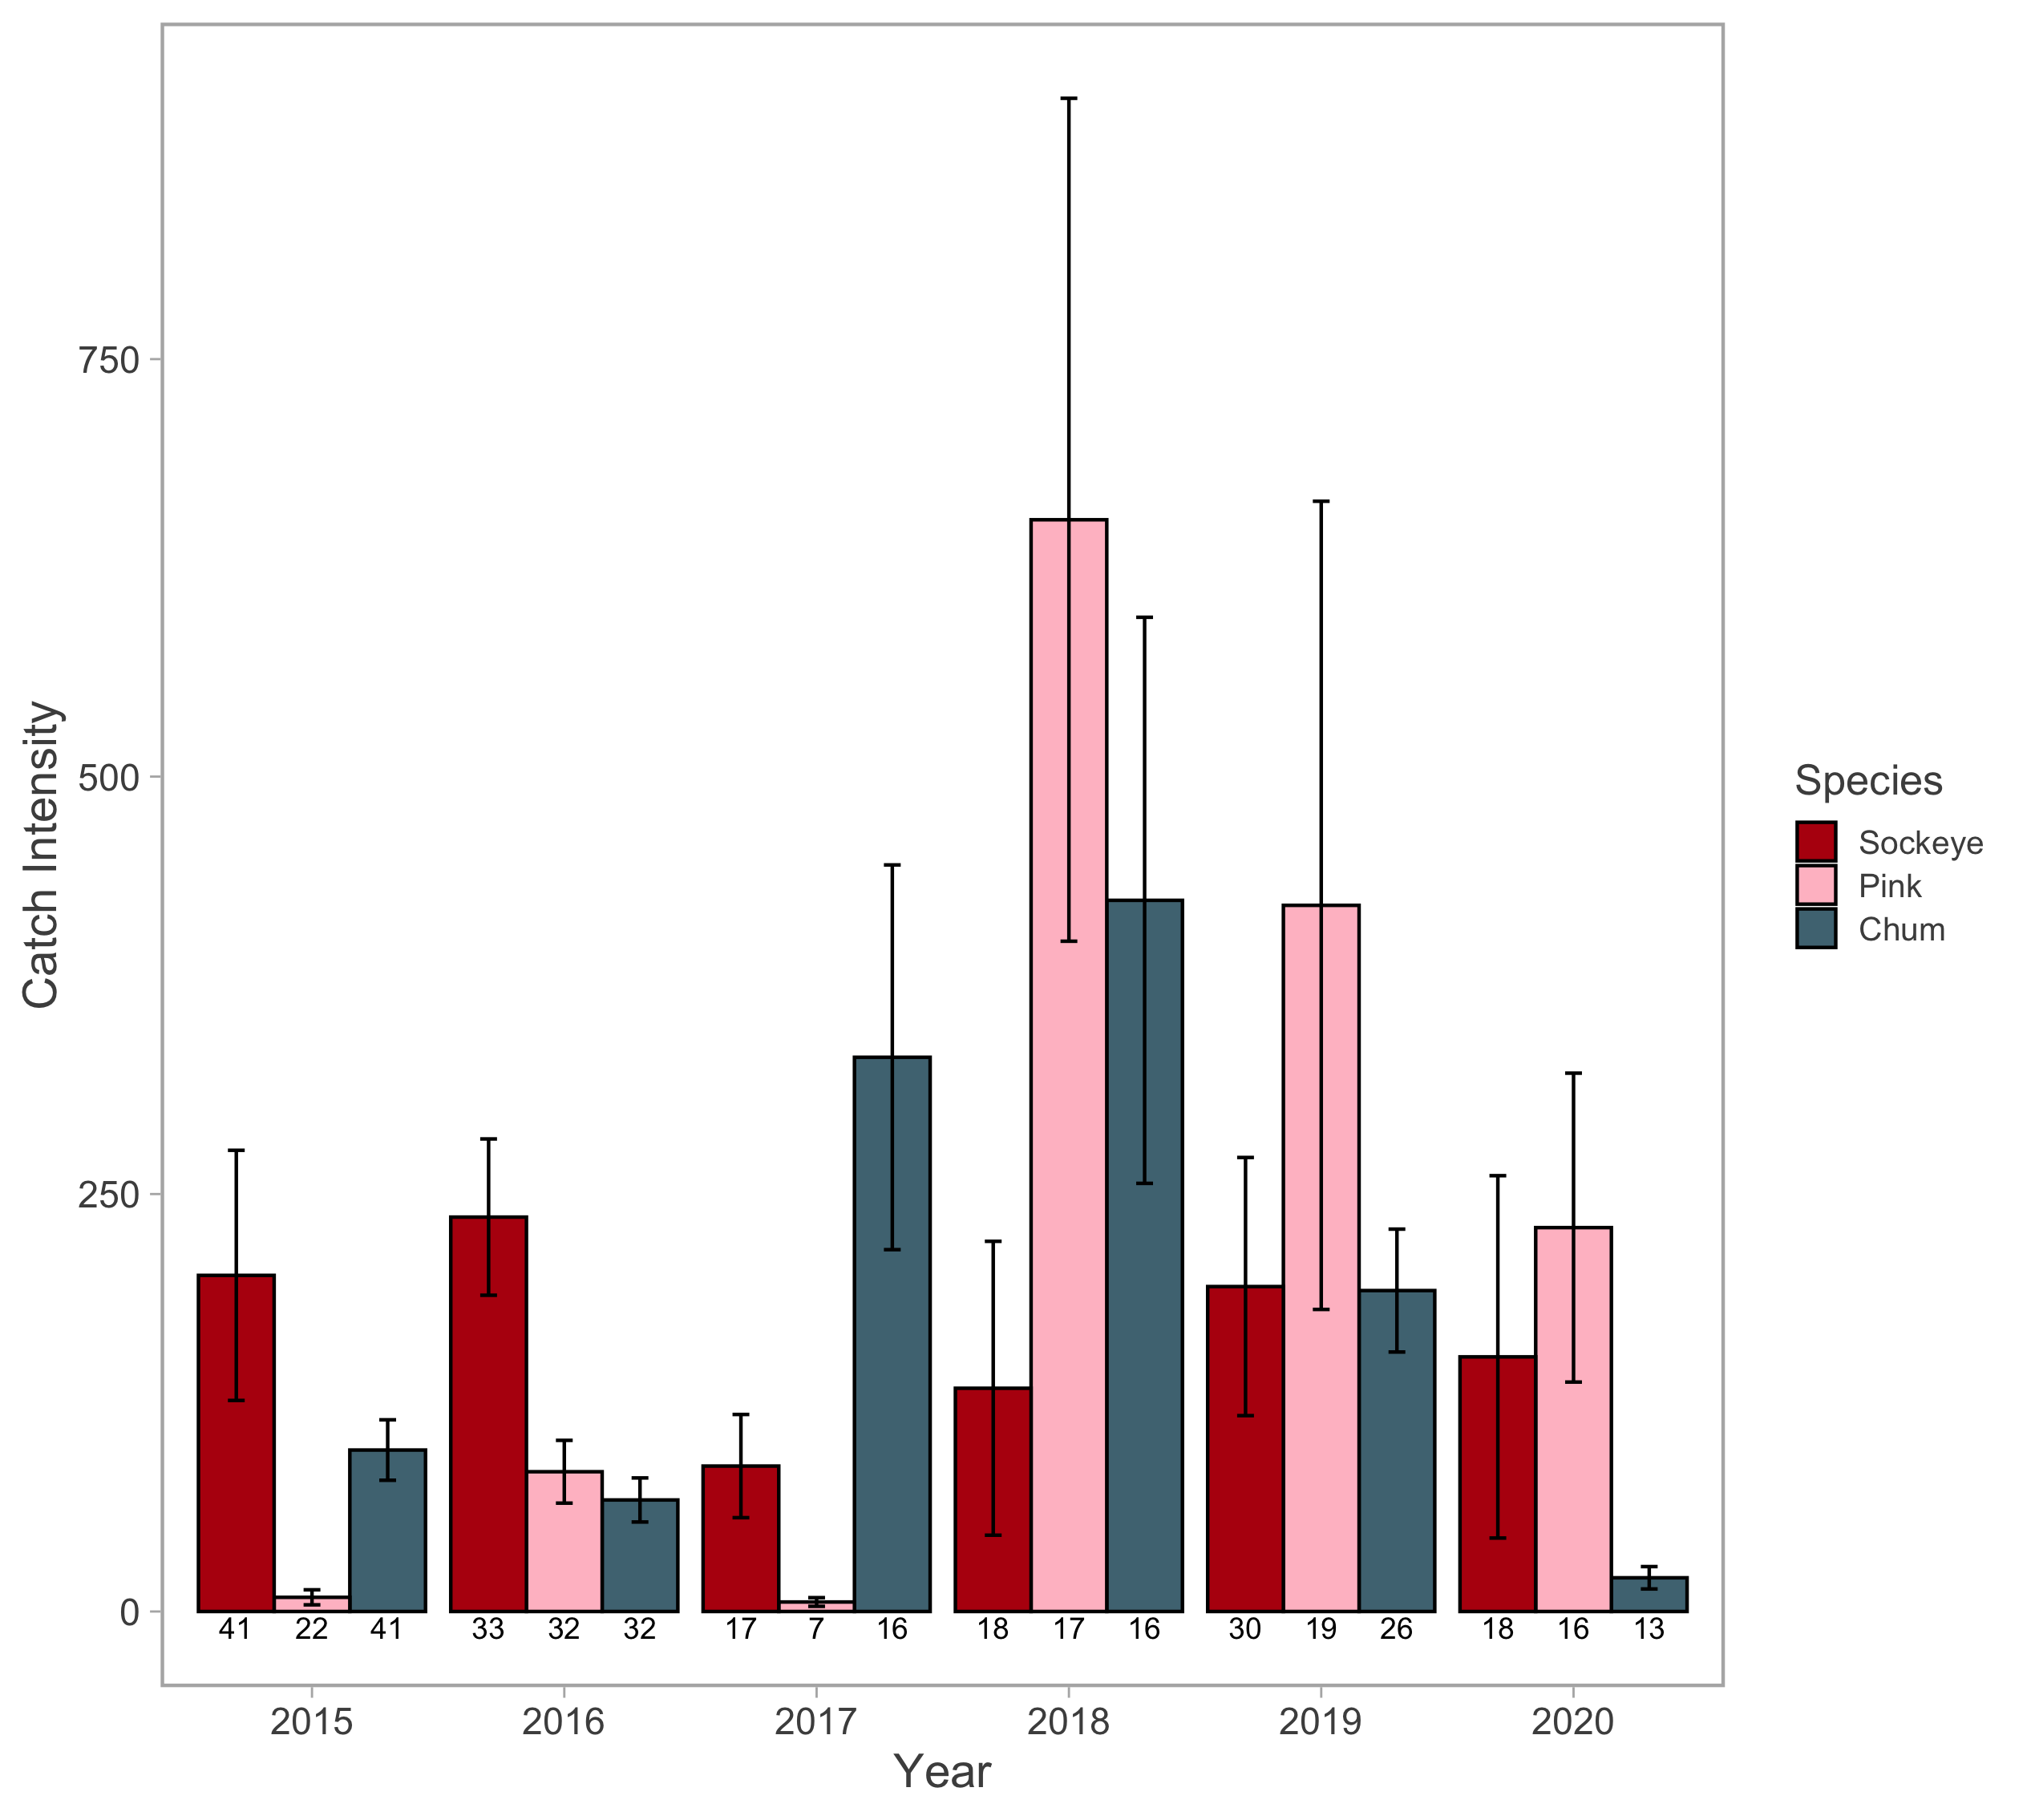 750
500
250
0
Catch Intensity
41 22 41 33 32 32 17 7 16 18 17 16 30 19 26 18 16 13
2015 2016 2017 2018 2019 2020
Year
Species
Sockeye
Pink
Chum